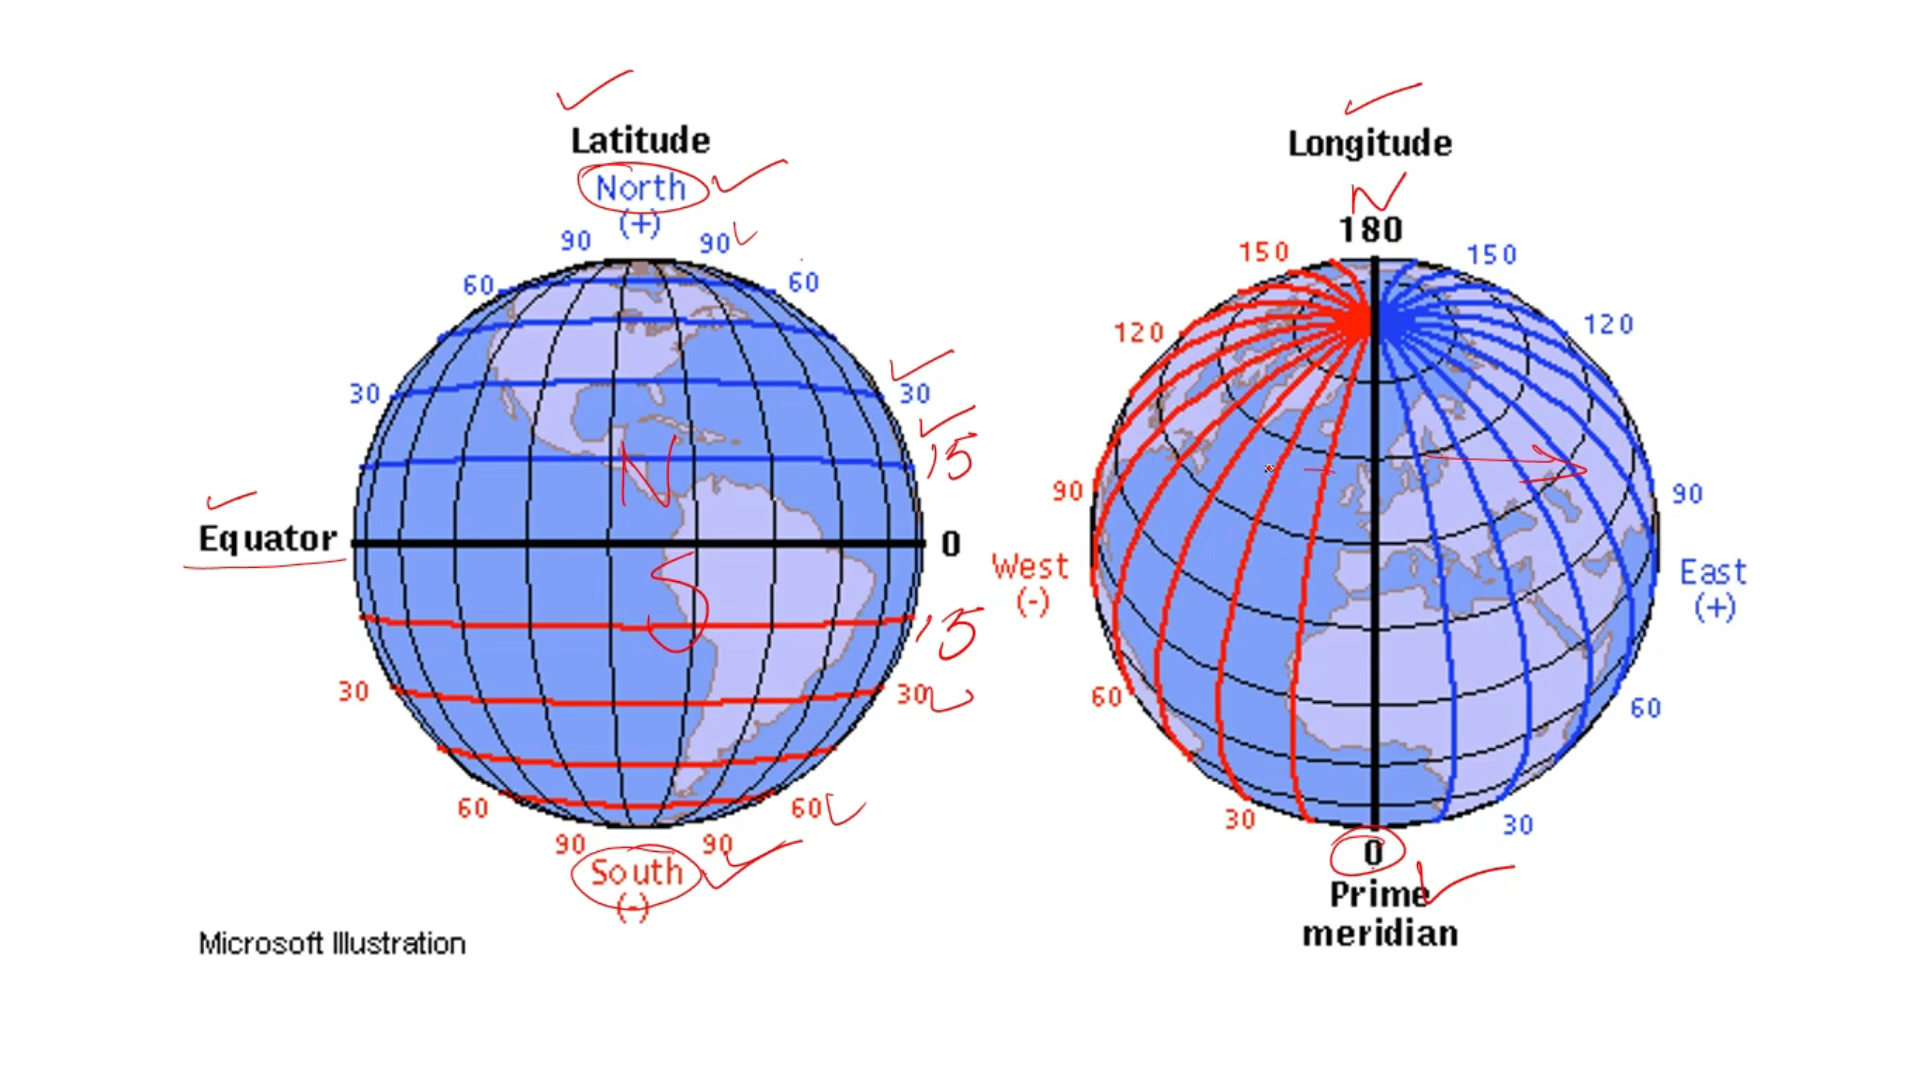 Latitude
North
(+)
90 90
60 60
30 30
15
N
Equator 0
S
15
30 30
60 60
90 90
South
(-)
Microsoft Illustration
Longitude
N
180
150 150
120 120
90 90
West East
(-) (+)
60 60
30 30
0
Prime
meridian